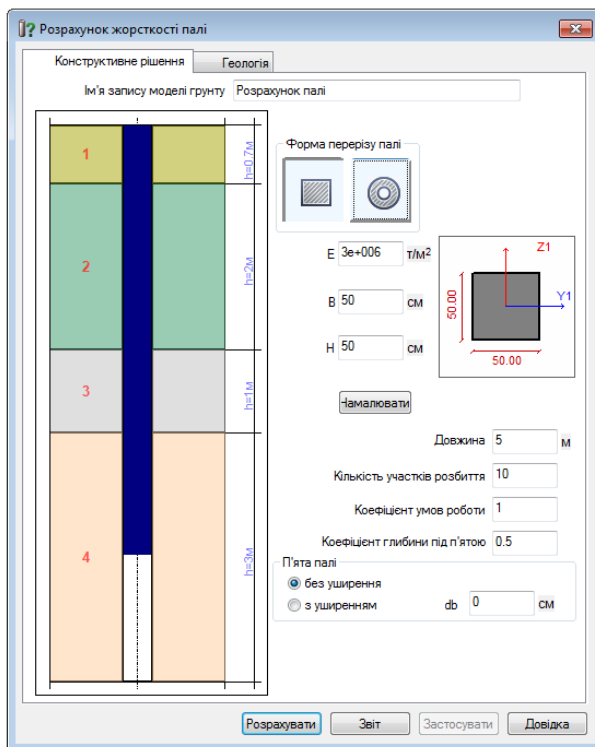 Розрахунок жорсткості палі
Конструктивне рішення
Геологія
Ім'я запису моделі грунту Розрахунок палі
1
h=0,7м
2
h=2м
3
h=1м
4
h=3м
Форма перерізу палі
E 3e+006 т/м2
B 50 см
H 50 см
Z1
Y1
50.00
50.00
Намалювати
Довжина 5 м
Кількість участків розбиття 10
Коефіцієнт умов роботи 1
Коефіцієнт глибини під п'ятою 0.5
П'ята палі
без уширення
з уширенням db 0 см
Розрахувати
Звіт
Застосувати
Довідка